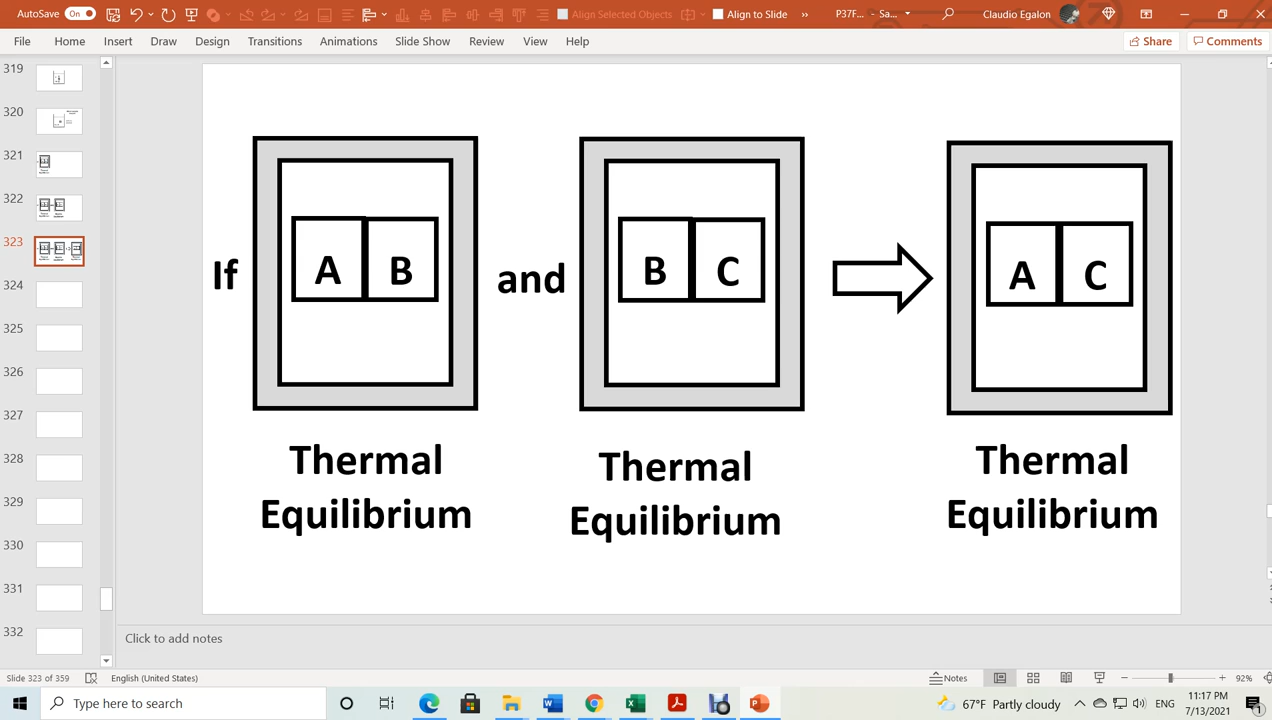 AutoSave On Align Selected Objects Align to Slide » P37F... - Sa... Claudio Egalon
File Home Insert Draw Design Transitions Animations Slide Show Review View Help Share Comments
319
320
321
322
323
324
325
326
327
328
329
330
331
332
If A B and B C A C
Thermal Equilibrium
Thermal Equilibrium
Thermal Equilibrium
Click to add notes
Slide 323 of 359 English (United States) Notes 92%
Type here to search 67°F Partly cloudy 11:17 PM
7/13/2021
1